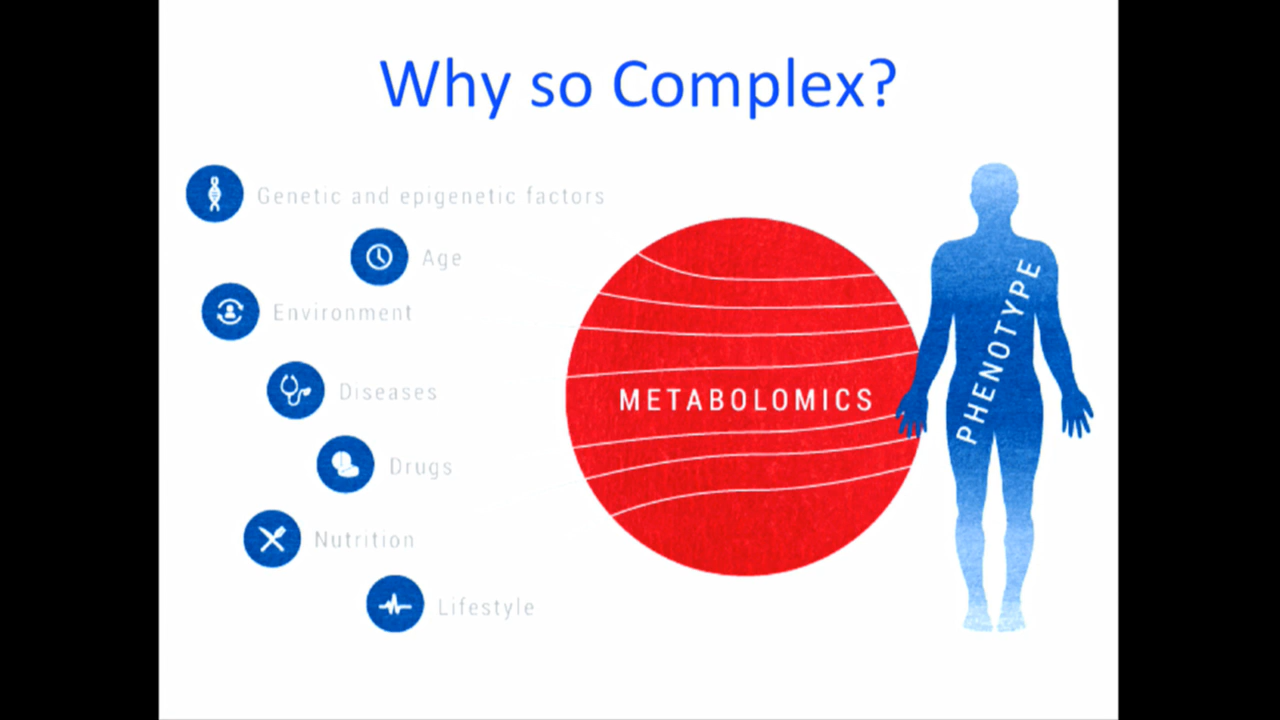 Why so Complex?
Genetic and epigenetic factors
Age
Environment
Diseases
Drugs
Nutrition
Lifestyle
METABOLOMICS
PHENOTYPE